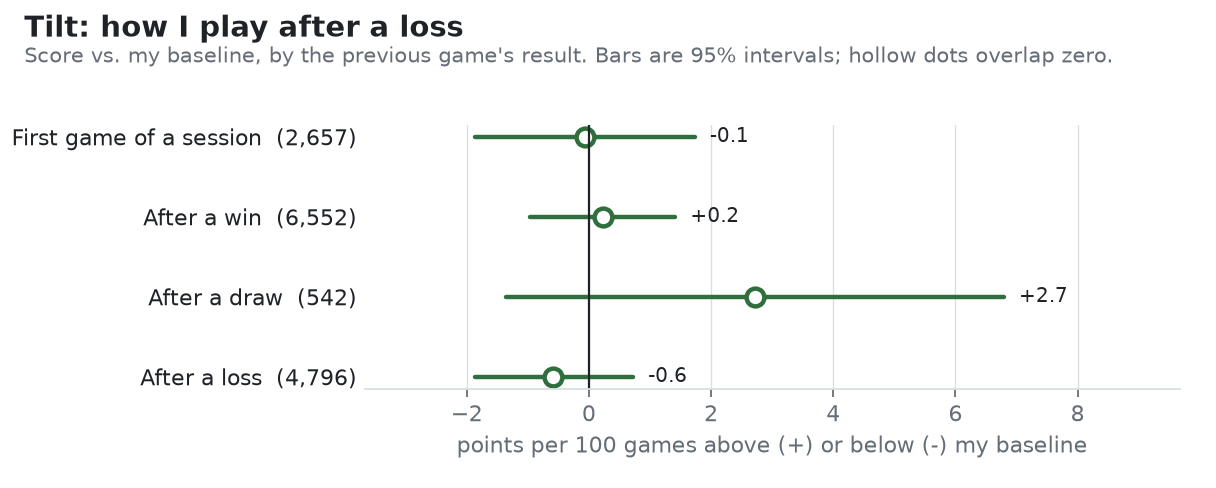 Tilt: how I play after a loss
Score vs. my baseline, by the previous game's result. Bars are 95% intervals; hollow dots overlap zero.
First game of a session (2,657)
-0.1
After a win (6,552)
+0.2
After a draw (542)
+2.7
After a loss (4,796)
-0.6
−2 0 2 4 6 8
points per 100 games above (+) or below (-) my baseline